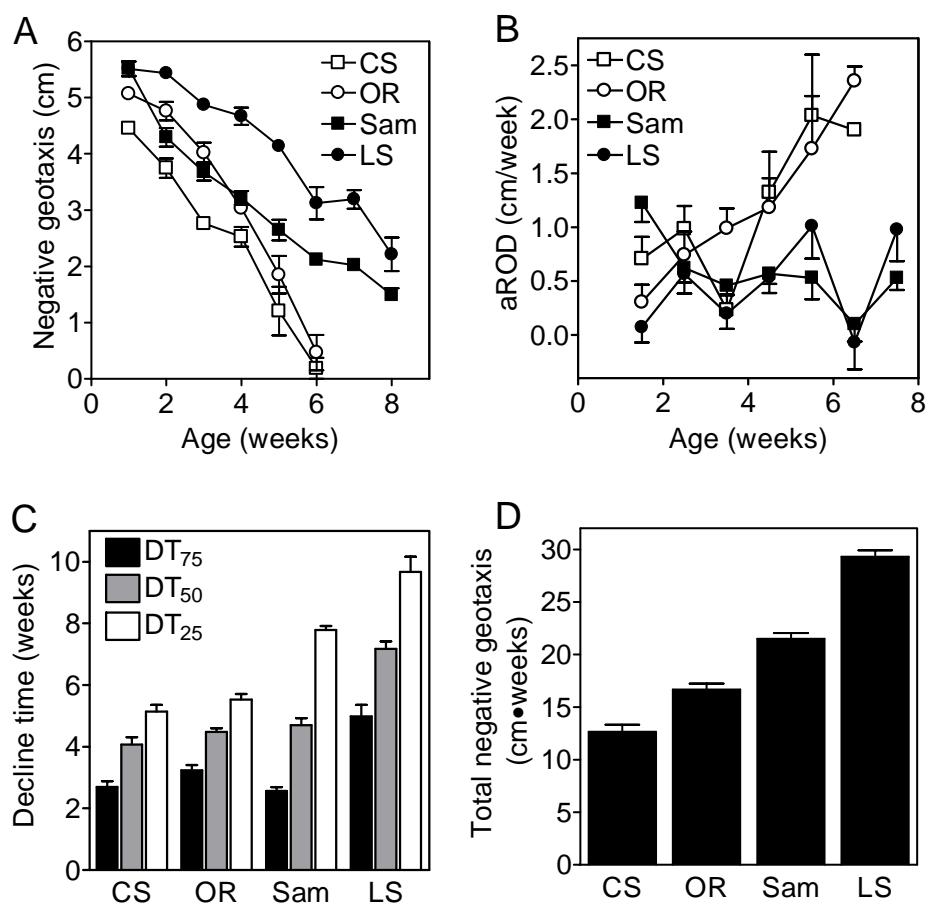 A
Negative geotaxis (cm)
6
5
4
3
2
1
0
0
2
4
6
8
Age (weeks)
CS
OR
Sam
LS
B
aROD (cm/week)
2.5
2.0
1.5
1.0
0.5
0.0
0
2
4
6
8
Age (weeks)
CS
OR
Sam
LS
C
Decline time (weeks)
10
8
6
4
2
0
DT75
DT50
DT25
CS OR Sam LS
D
Total negative geotaxis
(cm●weeks)
30
25
20
15
10
5
0
CS OR Sam LS